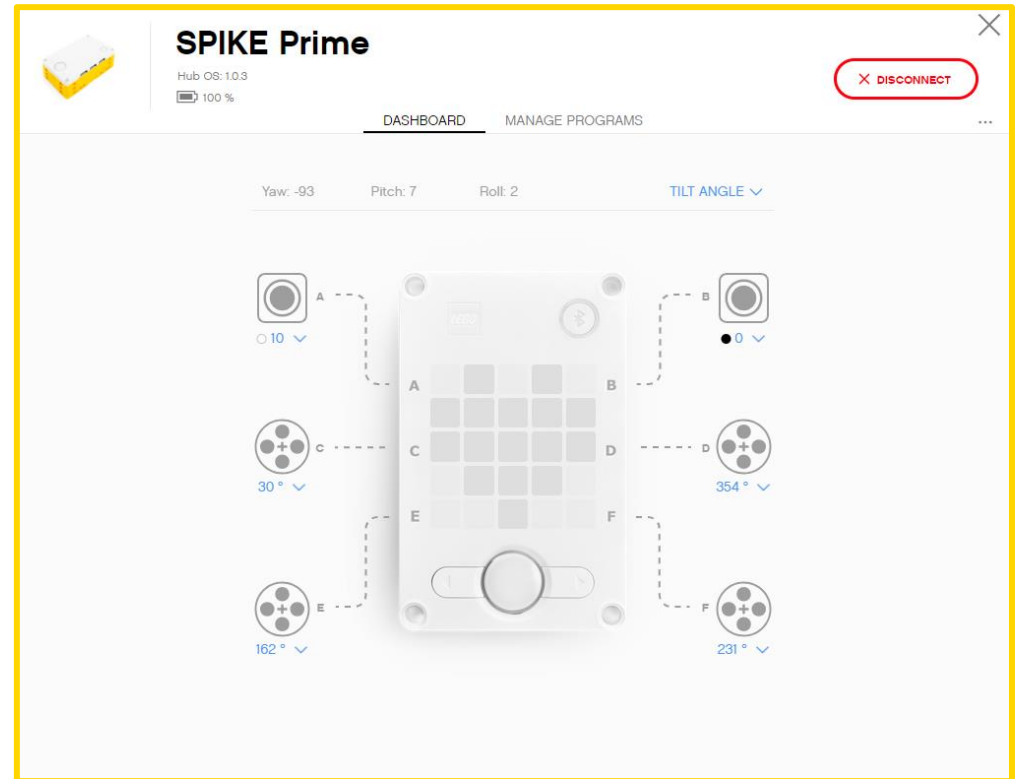 SPIKE Prime
Hub OS: 1.0.3
100 %
DISCONNECT
DASHBOARD MANAGE PROGRAMS
...
Yaw: -93 Pitch: 7 Roll: 2 TILT ANGLE
A B
10 0
A B
C C D D
30 ° 354 °
E F
E F
162 ° 231 °